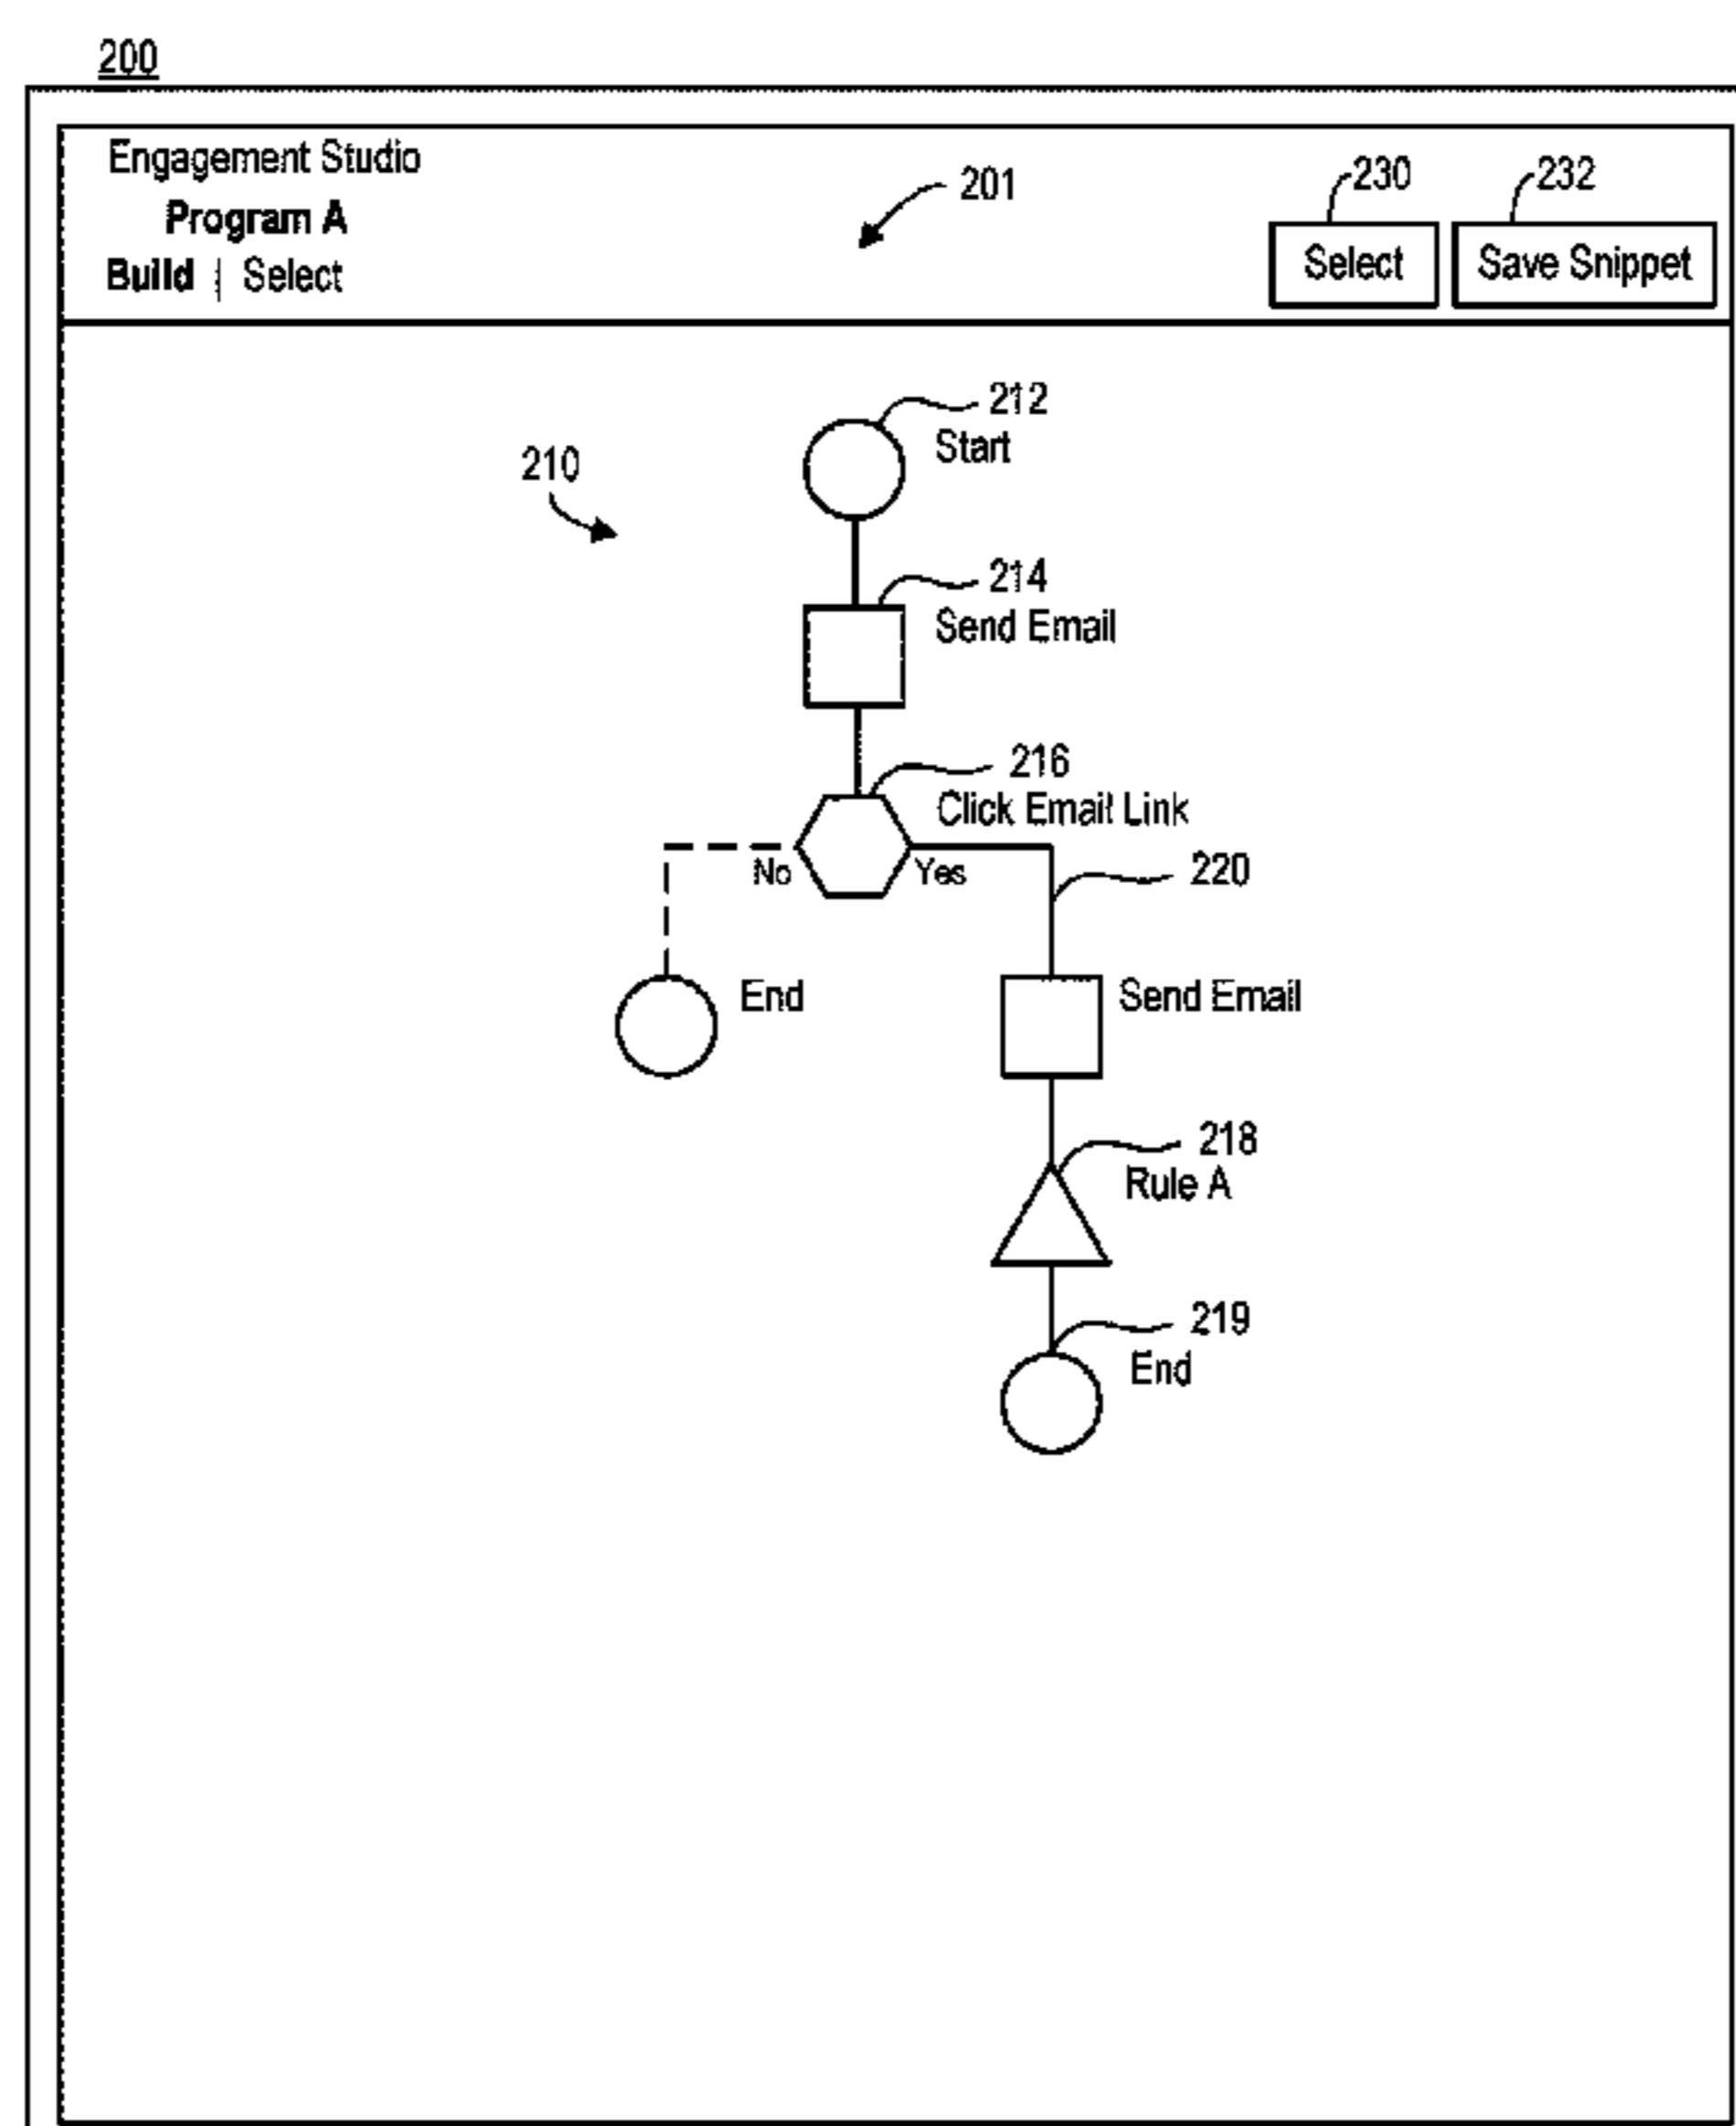 200
Engagement Studio
Program A
Build | Select
201
230
232
Select
Save Snippet
212
Start
210
214
Send Email
216
Click Email Link
No
Yes
220
End
Send Email
218
Rule A
219
End